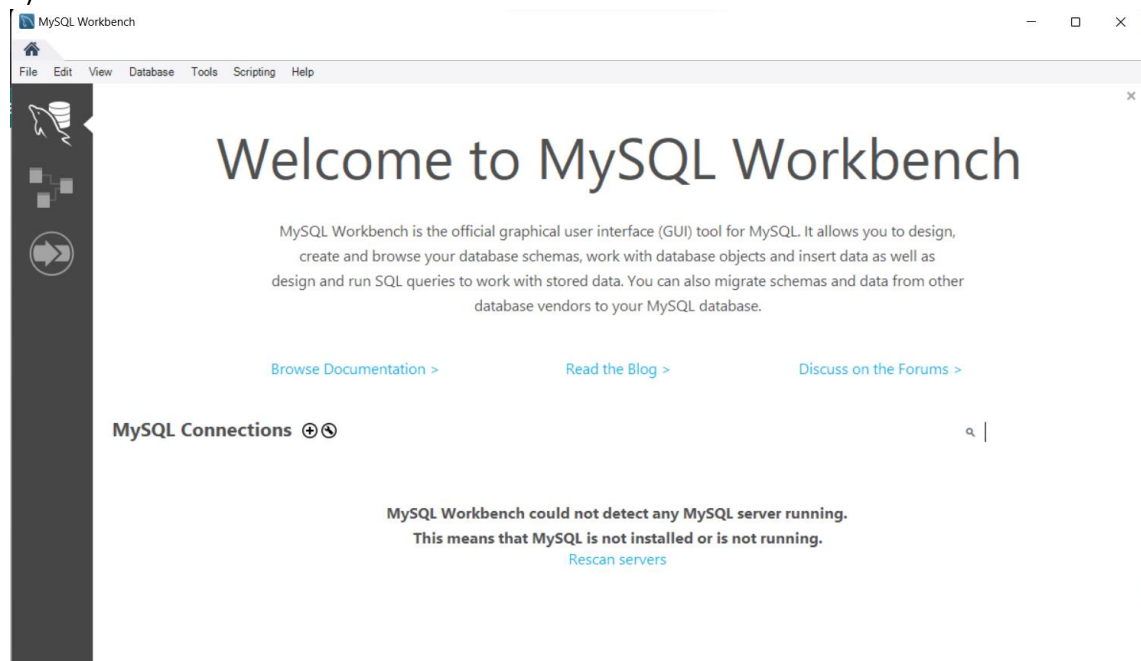 MySQL Workbench
File Edit View Database Tools Scripting Help
Welcome to MySQL Workbench
MySQL Workbench is the official graphical user interface (GUI) tool for MySQL. It allows you to design,
create and browse your database schemas, work with database objects and insert data as well as
design and run SQL queries to work with stored data. You can also migrate schemas and data from other
database vendors to your MySQL database.
Browse Documentation > Read the Blog > Discuss on the Forums >
MySQL Connections
MySQL Workbench could not detect any MySQL server running.
This means that MySQL is not installed or is not running.
Rescan servers